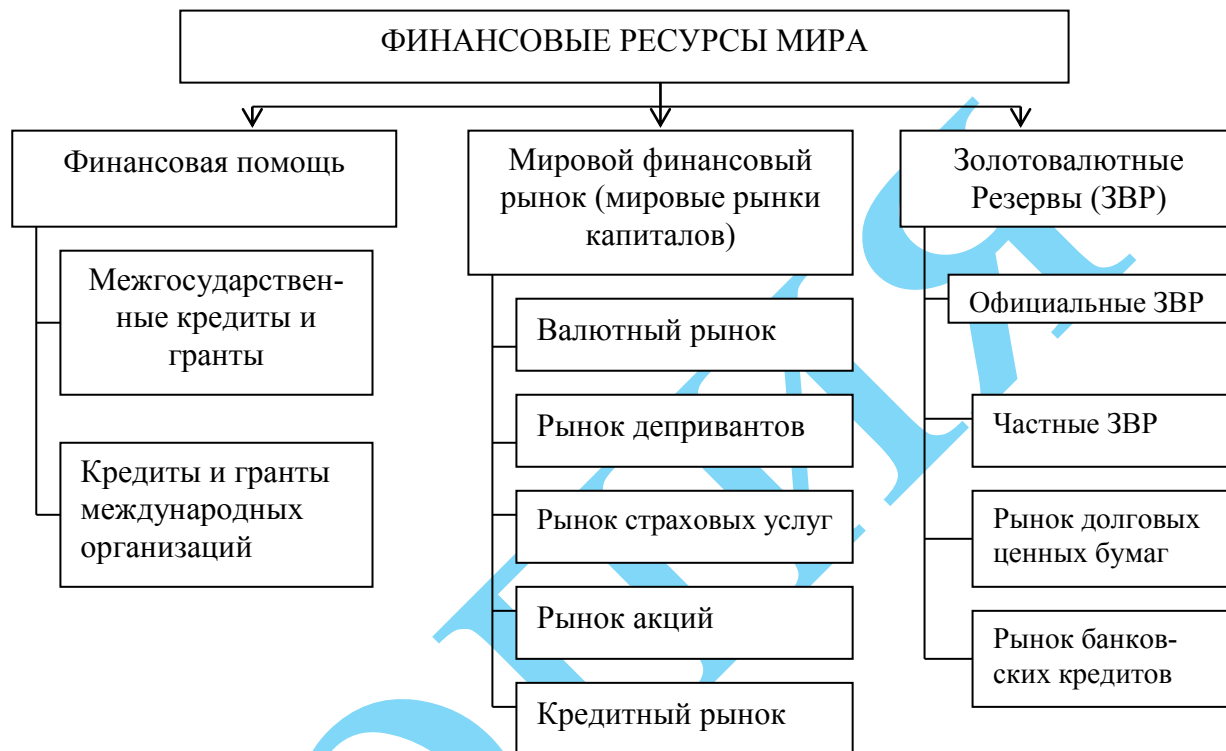 ФИНАНСОВЫЕ РЕСУРСЫ МИРА
Финансовая помощь
Межгосударствен-
ные кредиты и
гранты
Кредиты и гранты
международных
организаций
Мировой финансовый
рынок (мировые рынки
капиталов)
Валютный рынок
Рынок депривантов
Рынок страховых услуг
Рынок акций
Кредитный рынок
Золотовалютные
Резервы (ЗВР)
Официальные ЗВР
Частные ЗВР
Рынок долговых
ценных бумаг
Рынок банков-
ских кредитов